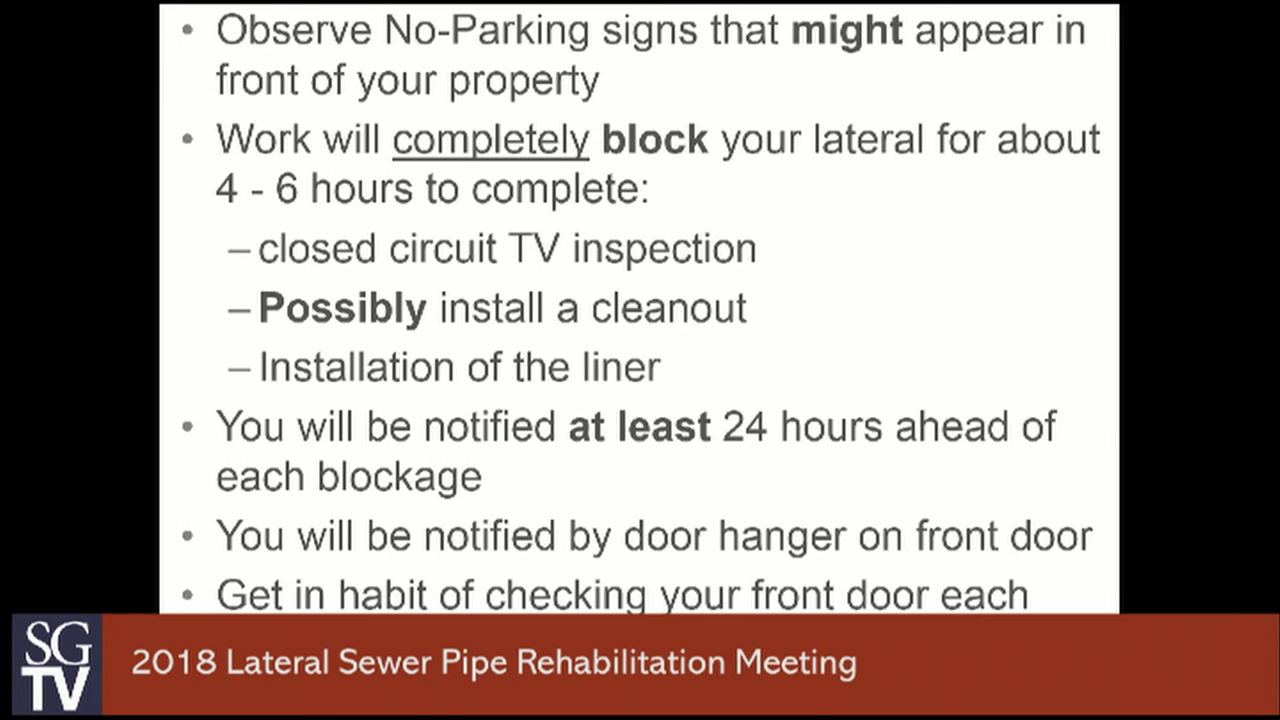 • Observe No-Parking signs that might appear in
front of your property
• Work will completely block your lateral for about
4 - 6 hours to complete:
– closed circuit TV inspection
– Possibly install a cleanout
– Installation of the liner
• You will be notified at least 24 hours ahead of
each blockage
• You will be notified by door hanger on front door
• Get in habit of checking your front door each
SG
TV
2018 Lateral Sewer Pipe Rehabilitation Meeting